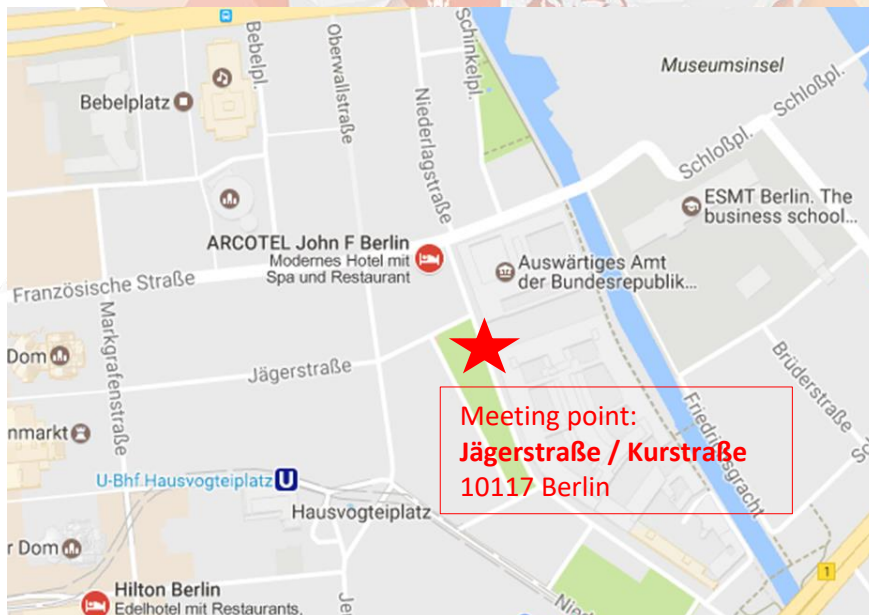 Bebelpl.
Oberwallstraße
Niederlagstraße
Schinkelpl.
Museumsinsel
Schloßpl.
Schloßpl.
Bebelplatz
ESMT Berlin. The
business school...
ARCOTEL John F Berlin
Modernes Hotel mit
Spa und Restaurant
Auswärtiges Amt
der Bundesrepublik...
Französische Straße
Markgrafenstraße
Dom
Jägerstraße
Brüderstraße
Meeting point:
Jägerstraße / Kurstraße
10117 Berlin
Friedrichsgracht
nmarkt
U-Bhf. Hausvogteiplatz
U
Hausvogteiplatz
r Dom
1
Hilton Berlin
Edelhotel mit Restaurants,